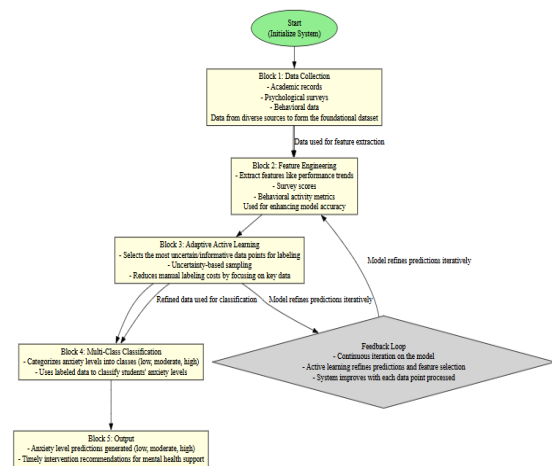 Start
(Initialize System)
Block 1: Data Collection
- Academic records
- Psychological surveys
- Behavioral data
Data from diverse sources to form the foundational dataset
Data used for feature extraction
Block 2: Feature Engineering
- Extract features like performance trends
- Survey scores
- Behavioral activity metrics
Used for enhancing model accuracy
Block 3: Adaptive Active Learning
- Selects the most uncertain/informative data points for labeling
- Uncertainty-based sampling
- Reduces manual labeling costs by focusing on key data
Model refines predictions iteratively
Refined data used for classification
Model refines predictions iteratively
Feedback Loop
- Continuous iteration on the model
- Active learning refines predictions and feature selection
- System improves with each data point processed
Block 4: Multi-Class Classification
- Categorizes anxiety levels into classes (low, moderate, high)
- Uses labeled data to classify students' anxiety levels
Block 5: Output
- Anxiety level predictions generated (low, moderate, high)
- Timely intervention recommendations for mental health support